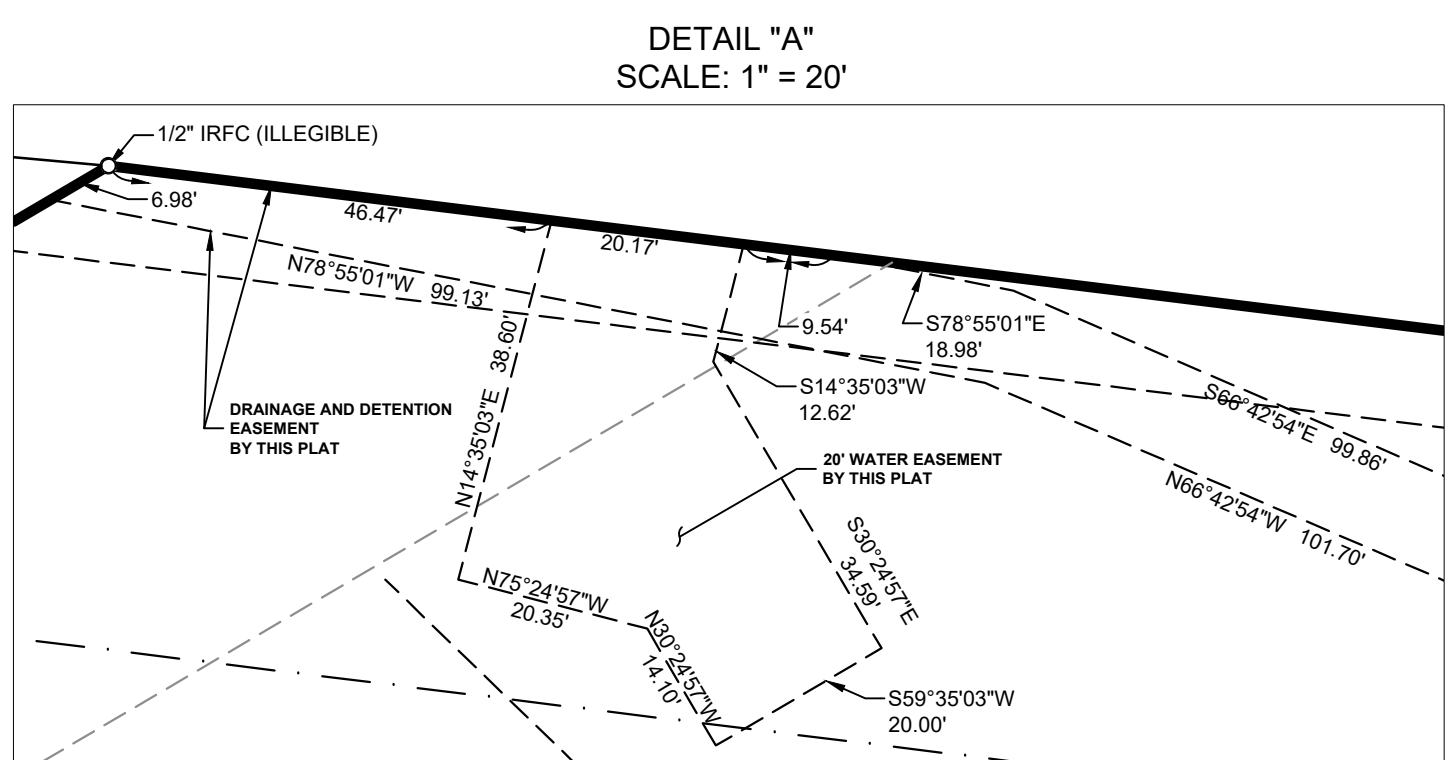 DETAIL "A"
SCALE: 1" = 20'
1/2" IRFC (ILLEGIBLE)
6.98'
46.47'
20.17'
N78°55'01"W 99.13'
9.54'
S78°55'01"E
18.98'
N14°35'03"E 38.60'
S14°35'03"W
12.62'
S66°42'54"E 99.86'
DRAINAGE AND DETENTION
EASEMENT
BY THIS PLAT
20' WATER EASEMENT
BY THIS PLAT
N66°42'54"W 101.70'
S30°24'57"E
34.59'
N75°24'57"W
20.35'
N30°24'57"W
14.10'
S59°35'03"W
20.00'